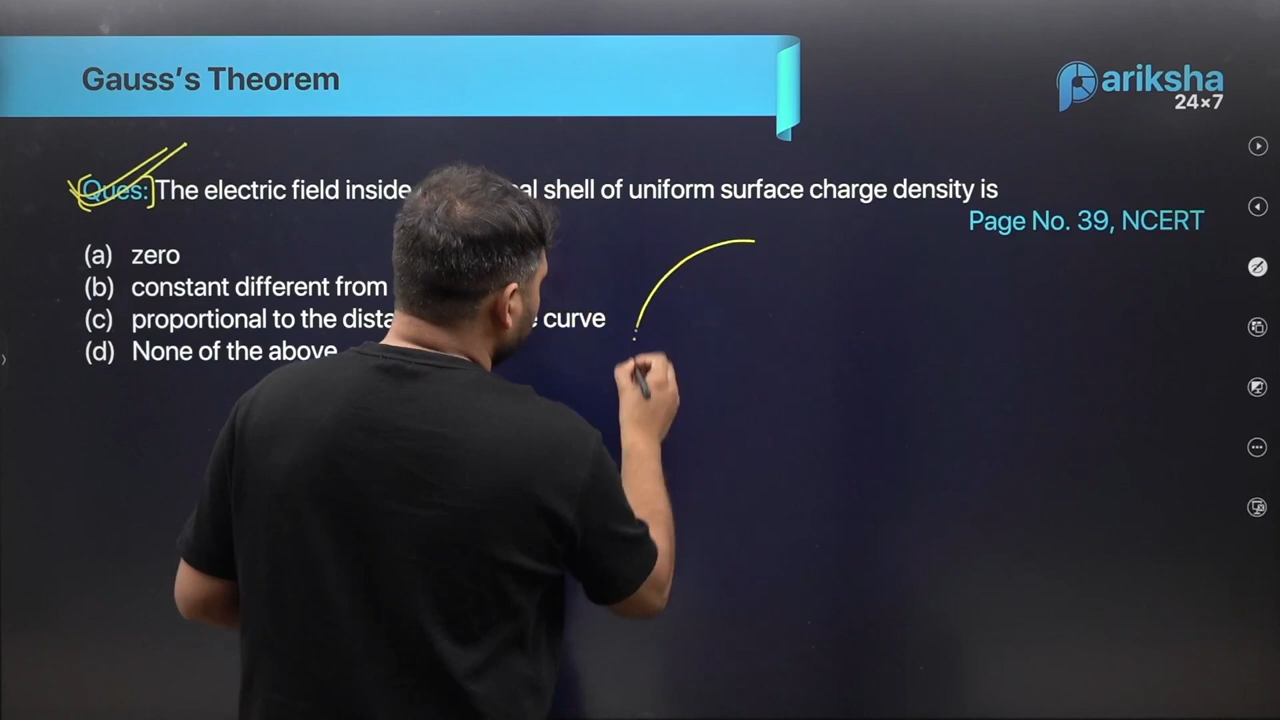 Gauss's Theorem
Pariksha
24×7
Ques: The electric field inside al shell of uniform surface charge density is
Page No. 39, NCERT
(a) zero
(b) constant different from
(c) proportional to the dista curve
(d) None of the above